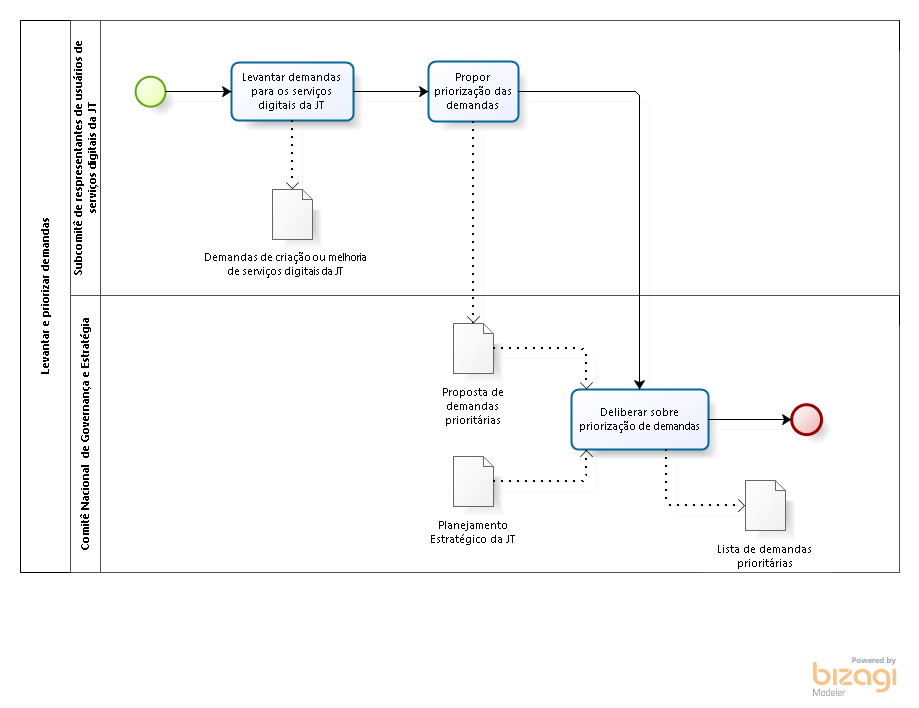 Levantar e priorizar demandas
Subcomitê de respresentantes de usuários de
serviços digitais da JT
Levantar demandas
para os serviços
digitais da JT
Propor
priorização das
demandas
Demandas de criação ou melhoria
de serviços digitais da JT
Comitê Nacional de Governança e Estratégia
Proposta de
demandas
prioritárias
Deliberar sobre
priorização de demandas
Planejamento
Estratégico da JT
Lista de demandas
prioritárias
Powered by
bizagi
Modeler